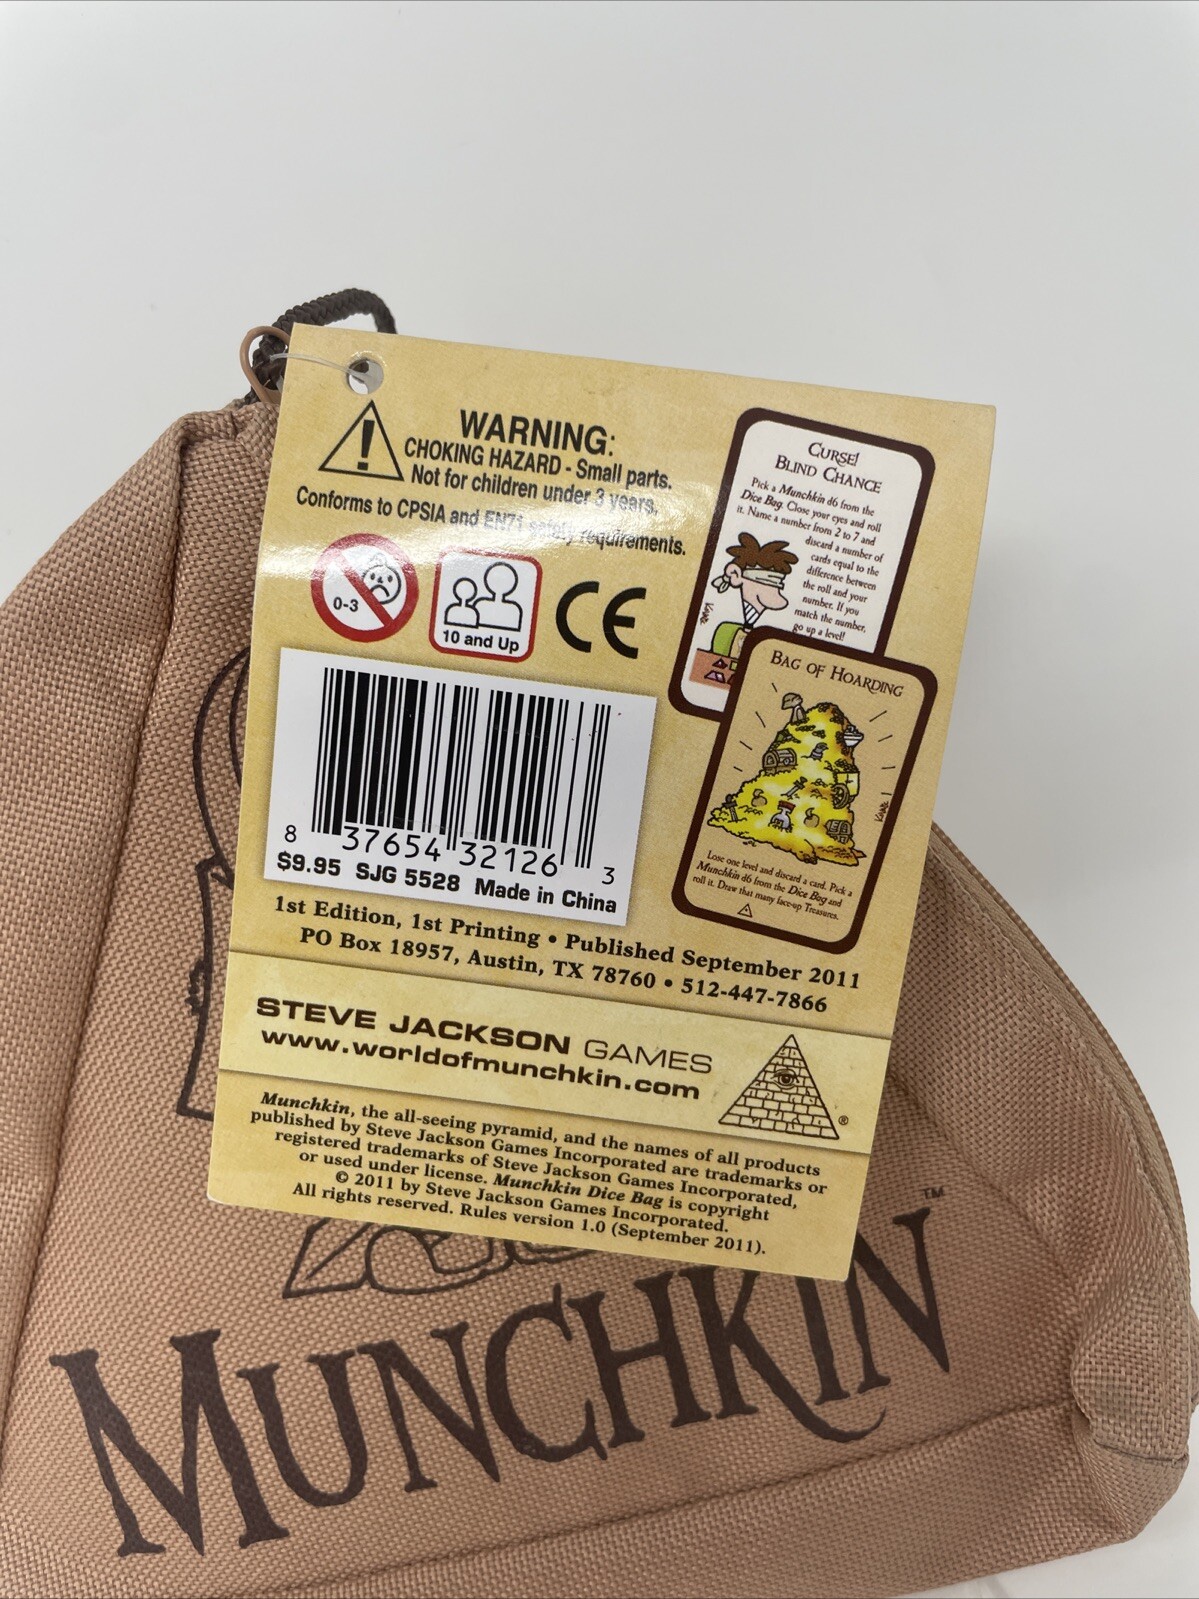 WARNING:
CHOKING HAZARD - Small parts.
Not for children under 3 years.
Conforms to CPSIA and EN71 safety requirements.
0-3
10 and Up
CE
8 37654 32126 3
$9.95 SJG 5528 Made in China
1st Edition, 1st Printing • Published September 2011
PO Box 18957, Austin, TX 78760 • 512-447-7866
STEVE JACKSON GAMES
www.worldofmunchkin.com
®
Munchkin, the all-seeing pyramid, and the names of all products
published by Steve Jackson Games Incorporated are trademarks or
registered trademarks of Steve Jackson Games Incorporated,
or used under license. Munchkin Dice Bag is copyright
© 2011 by Steve Jackson Games Incorporated.
All rights reserved. Rules version 1.0 (September 2011).
CURSE!
BLIND CHANCE
Pick a Munchkin d6 from the
Dice Bag. Close your eyes and roll
it. Name a number from 2 to 7 and
discard a number of
cards equal to the
difference between
the roll and your
number. If you
match the number,
go up a level!
BAG OF HOARDING
Lose one level and discard a card. Pick a
Munchkin d6 from the Dice Bag and
roll it. Draw that many face-up Treasures.
MUNCHKIN™